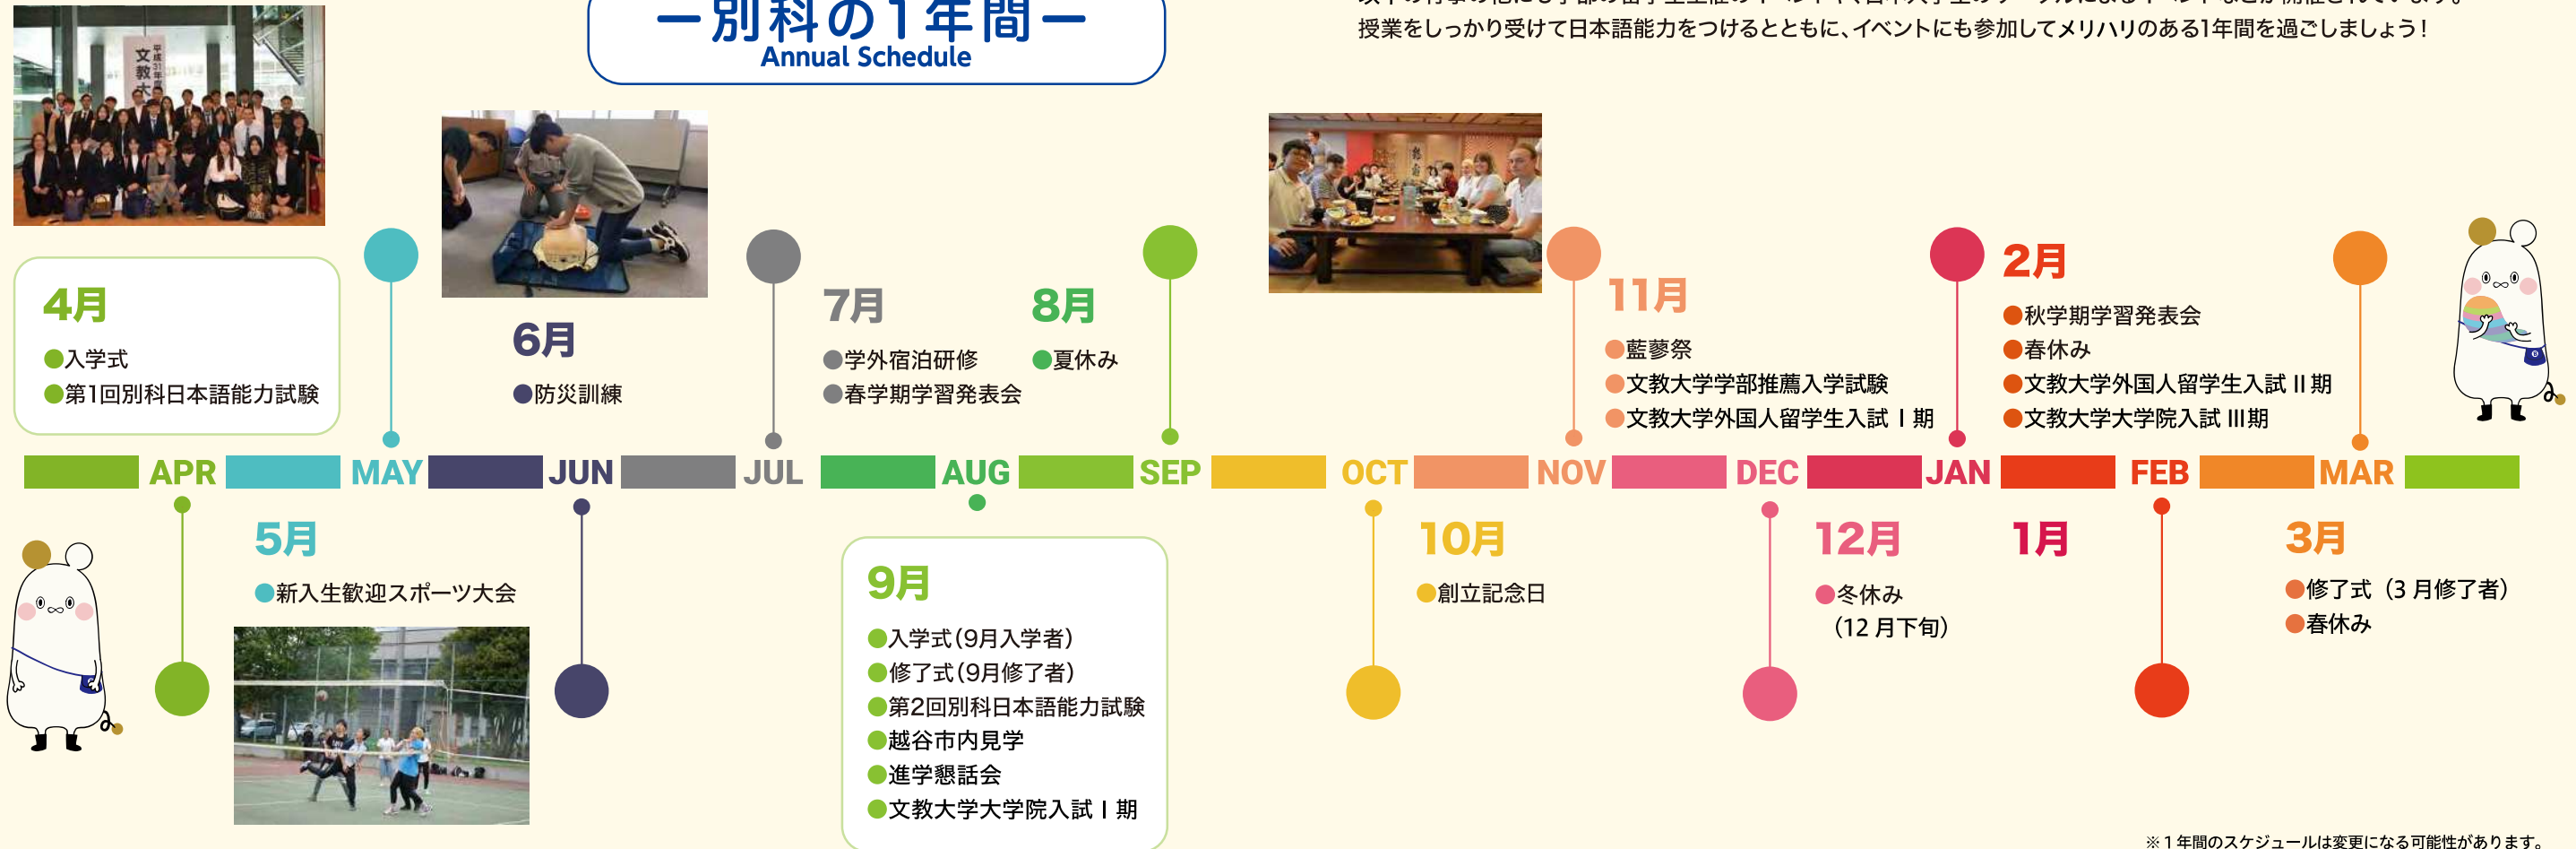 ー別科の1年間ー
Annual Schedule
授業をしっかり受けて日本語能力をつけるとともに、イベントにも参加してメリハリのある1年間を過ごしましょう！
平成31年度
文教大
4月
●入学式
●第1回別科日本語能力試験
6月
●防災訓練
7月
●学外宿泊研修
●春学期学習発表会
8月
●夏休み
11月
●藍蓼祭
●文教大学学部推薦入学試験
●文教大学外国人留学生入試Ⅰ期
2月
●秋学期学習発表会
●春休み
●文教大学外国人留学生入試Ⅱ期
●文教大学大学院入試Ⅲ期
APR MAY JUN JUL AUG SEP OCT NOV DEC JAN FEB MAR
5月
●新入生歓迎スポーツ大会
9月
●入学式(9月入学者)
●修了式(9月修了者)
●第2回別科日本語能力試験
●越谷市内見学
●進学懇話会
●文教大学大学院入試Ⅰ期
10月
●創立記念日
12月
●冬休み
（12月下旬）
1月
3月
●修了式（3月修了者）
●春休み
※1年間のスケジュールは変更になる可能性があります。